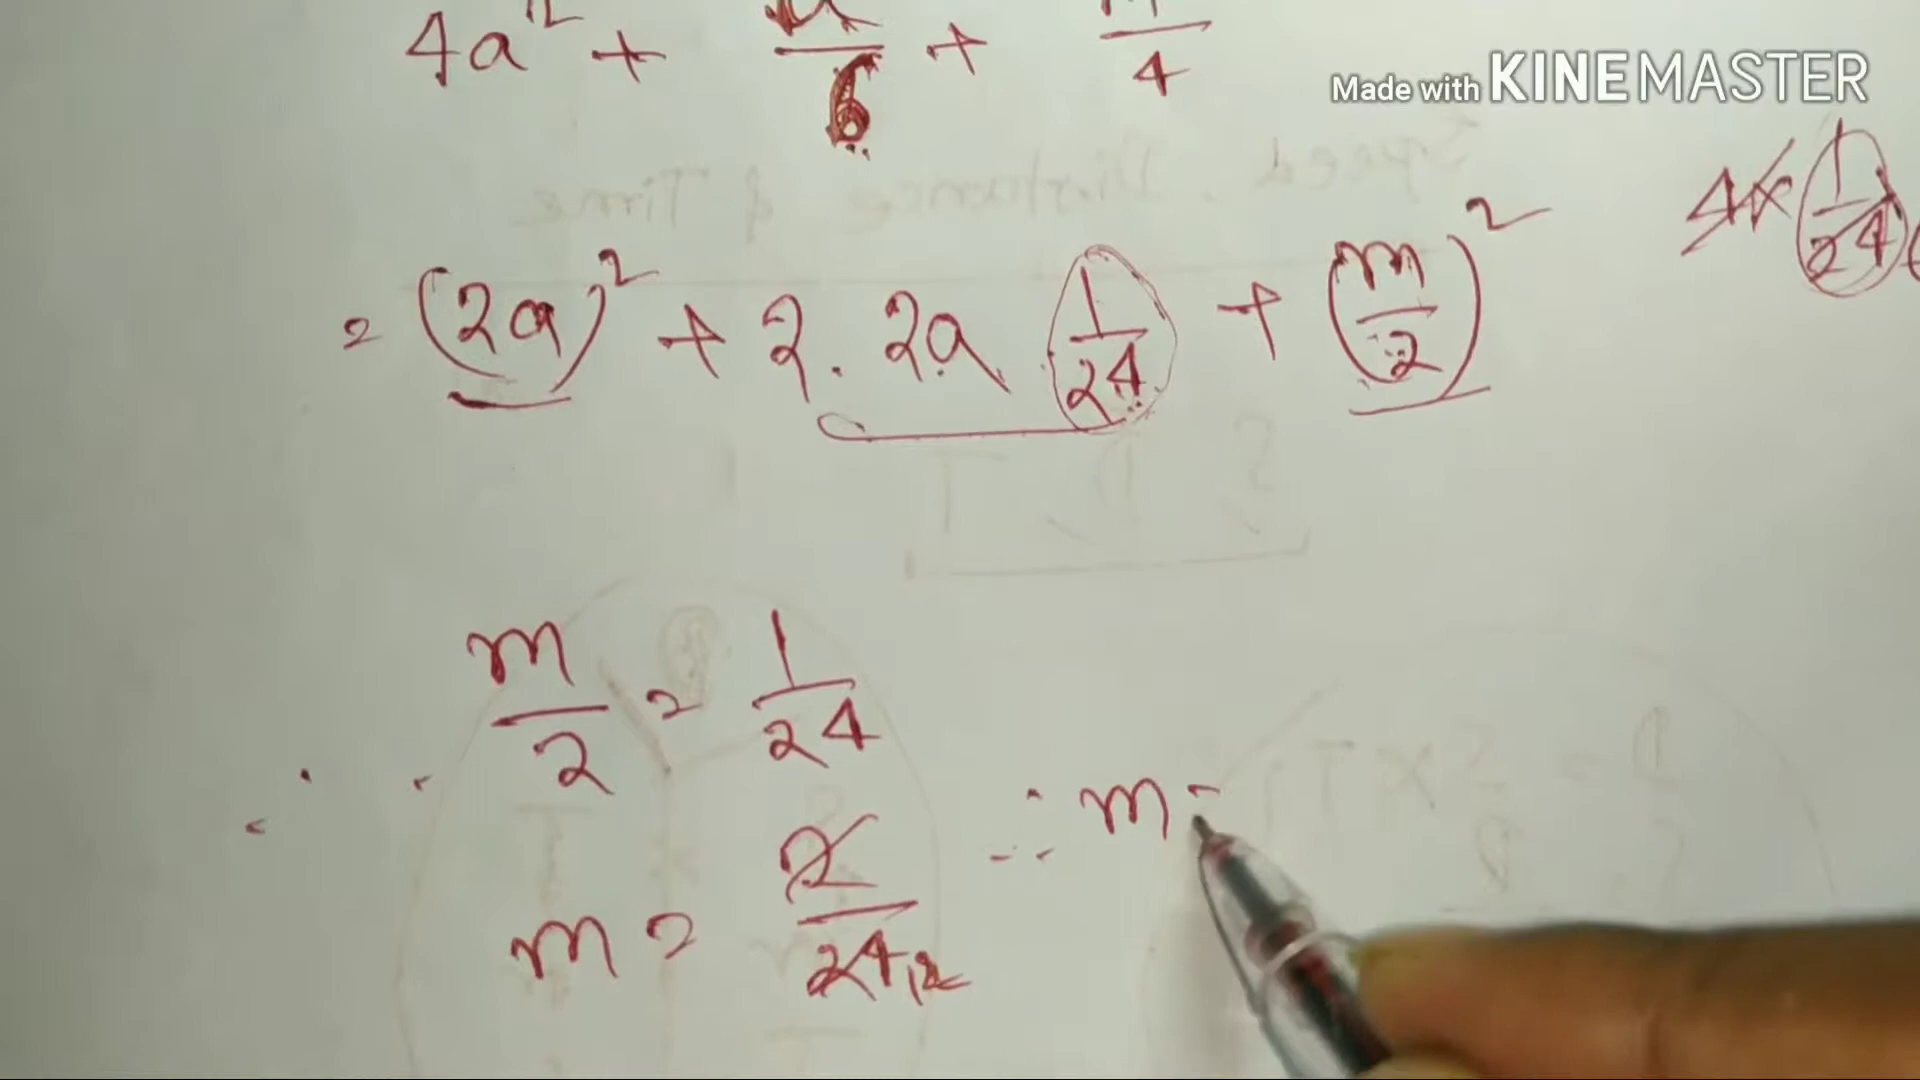 4a² + a/6 + m²/4
Made with KINEMASTER
4× 1/24
= (2a)² + 2. 2a 1/24 + (m/2)²
∴ m/2 = 1/24
m = 2/24 12
∴ m =